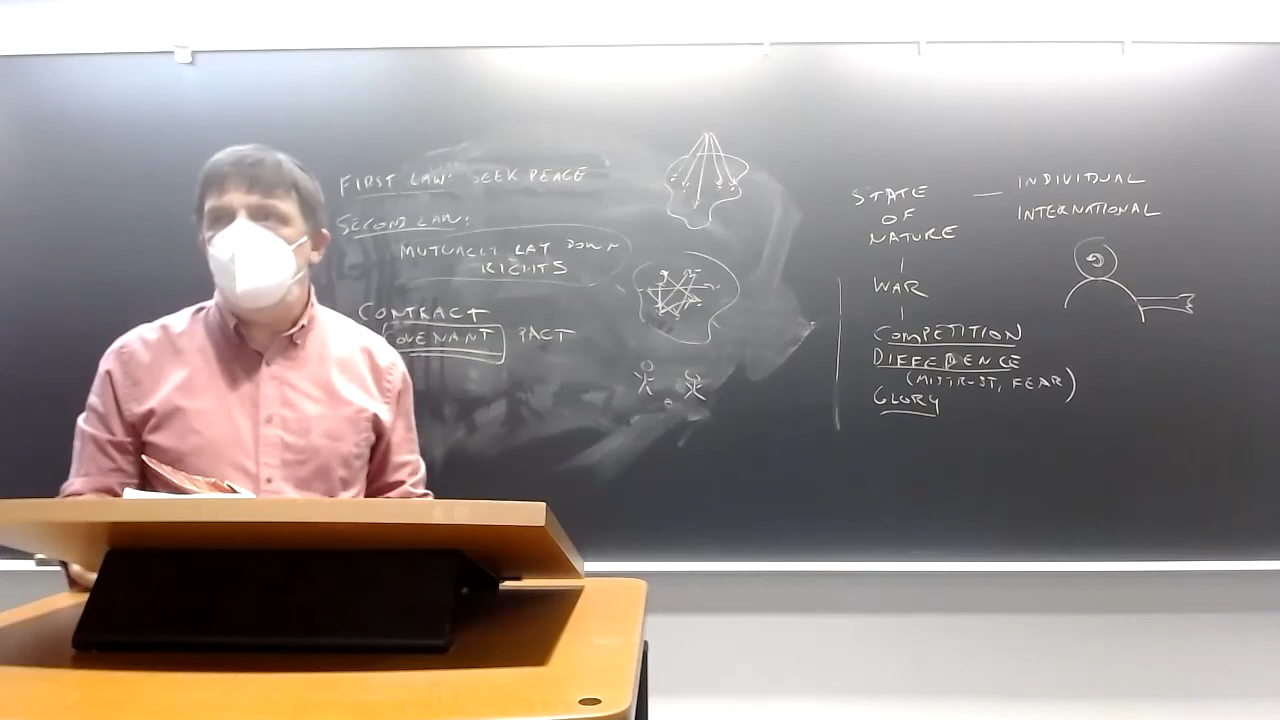 FIRST LAW: SEEK PEACE
SECOND LAW:
MUTUALLY LAY DOWN
RIGHTS
CONTRACT
COVENANT PACT
STATE — INDIVIDUAL
OF INTERNATIONAL
NATURE
WAR
COMPETITION
DIFFERENCE
(MISTRUST, FEAR)
GLORY